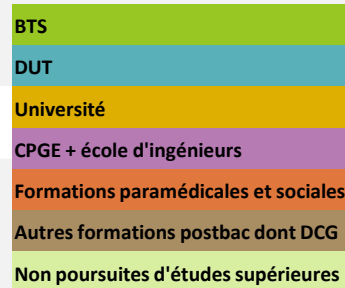 BTS
DUT
Université
CPGE + école d'ingénieurs
Formations paramédicales et sociales
Autres formations postbac dont DCG
Non poursuites d'études supérieures